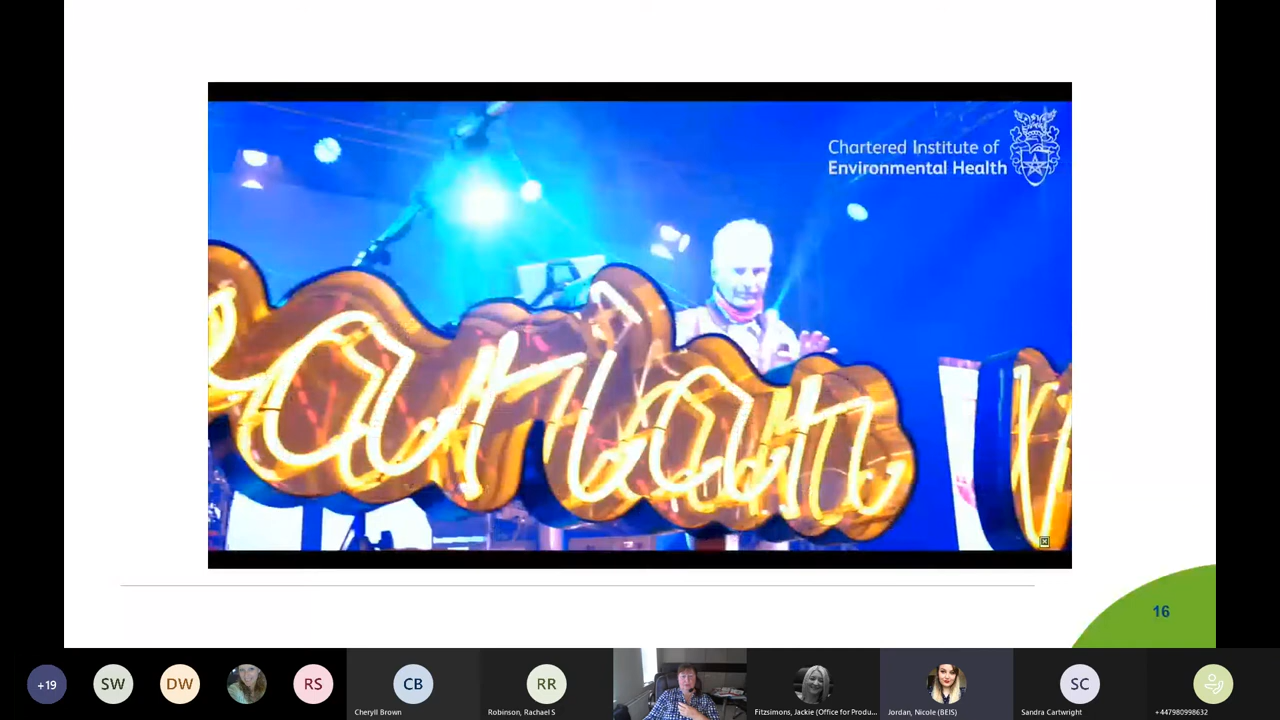 Chartered Institute of
Environmental Health
16
+19
SW
DW
RS
CB
Cheryll Brown
RR
Robinson, Rachael S
Fitzsimons, Jackie (Office for Produ...
Jordan, Nicole (BEIS)
SC
Sandra Cartwright
+447980998632